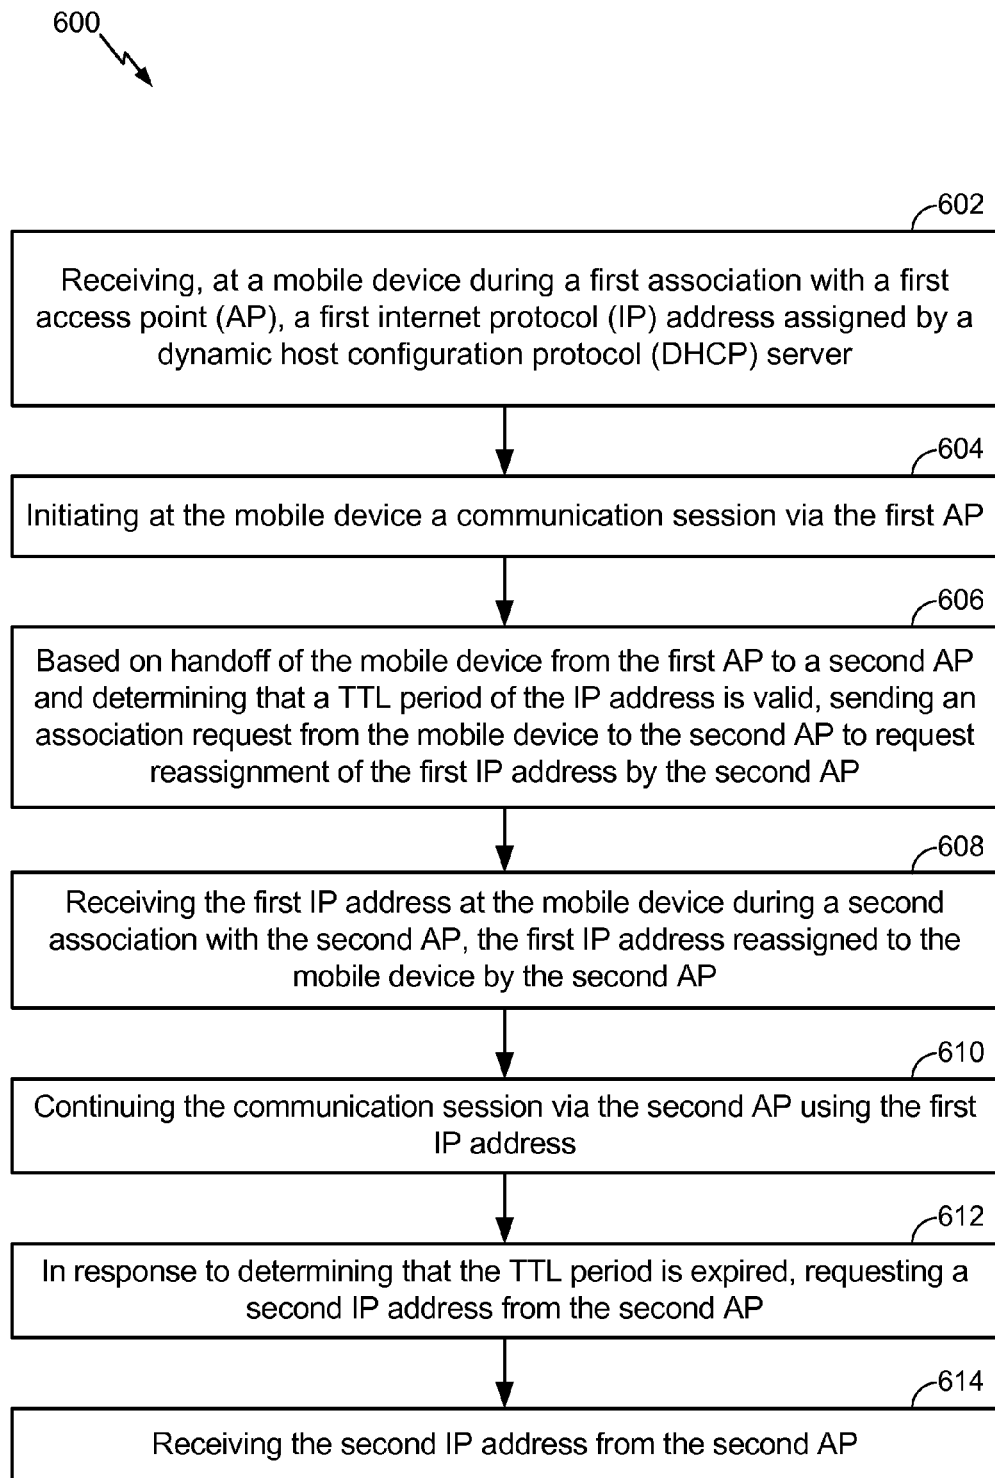 600
602
Receiving, at a mobile device during a first association with a first
access point (AP), a first internet protocol (IP) address assigned by a
dynamic host configuration protocol (DHCP) server
604
Initiating at the mobile device a communication session via the first AP
606
Based on handoff of the mobile device from the first AP to a second AP
and determining that a TTL period of the IP address is valid, sending an
association request from the mobile device to the second AP to request
reassignment of the first IP address by the second AP
608
Receiving the first IP address at the mobile device during a second
association with the second AP, the first IP address reassigned to the
mobile device by the second AP
610
Continuing the communication session via the second AP using the first
IP address
612
In response to determining that the TTL period is expired, requesting a
second IP address from the second AP
614
Receiving the second IP address from the second AP